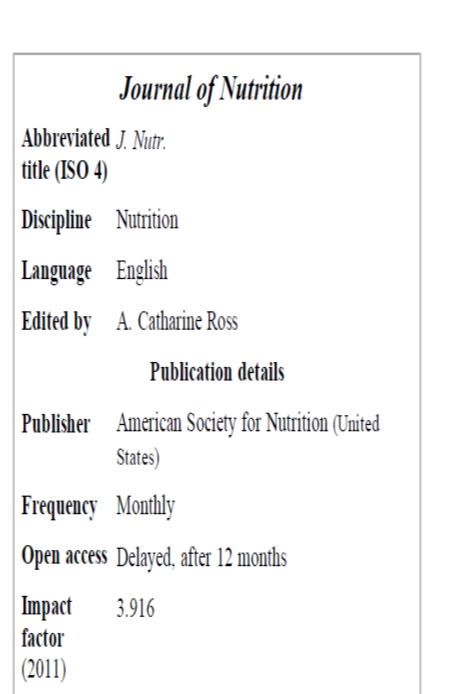 Journal of Nutrition
Abbreviated J. Nutr.
title (ISO 4)
Discipline Nutrition
Language English
Edited by A. Catharine Ross
Publication details
Publisher American Society for Nutrition (United
States)
Frequency Monthly
Open access Delayed, after 12 months
Impact 3.916
factor
(2011)